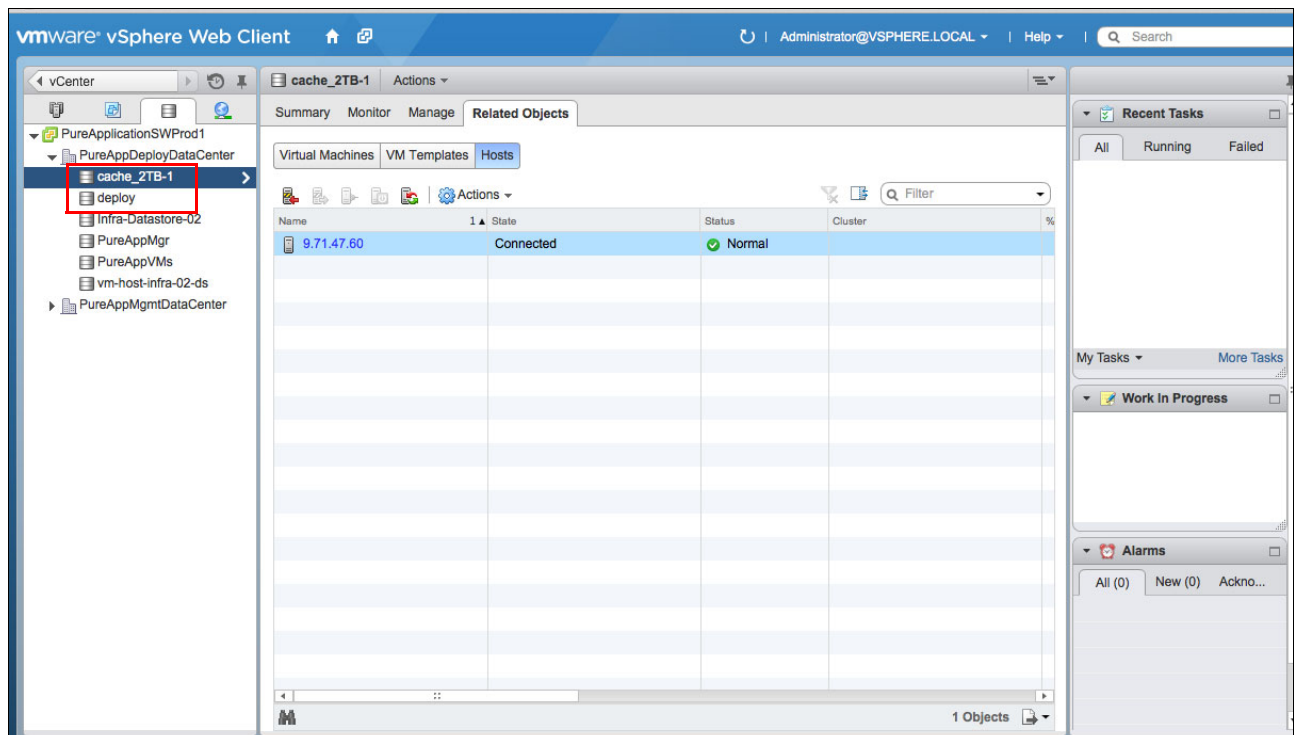 vmware® vSphere Web Client
Administrator@VSPHERE.LOCAL
Help
Search
vCenter
PureApplicationSWProd1
PureAppDeployDataCenter
cache_2TB-1
deploy
Infra-Datastore-02
PureAppMgr
PureAppVMs
vm-host-infra-02-ds
PureAppMgmtDataCenter
cache_2TB-1 Actions
Summary Monitor Manage Related Objects
Virtual Machines VM Templates Hosts
Actions Filter
Name 1 State Status Cluster %
9.71.47.60 Connected Normal
1 Objects
Recent Tasks
All Running Failed
My Tasks More Tasks
Work In Progress
Alarms
All (0) New (0) Ackno...